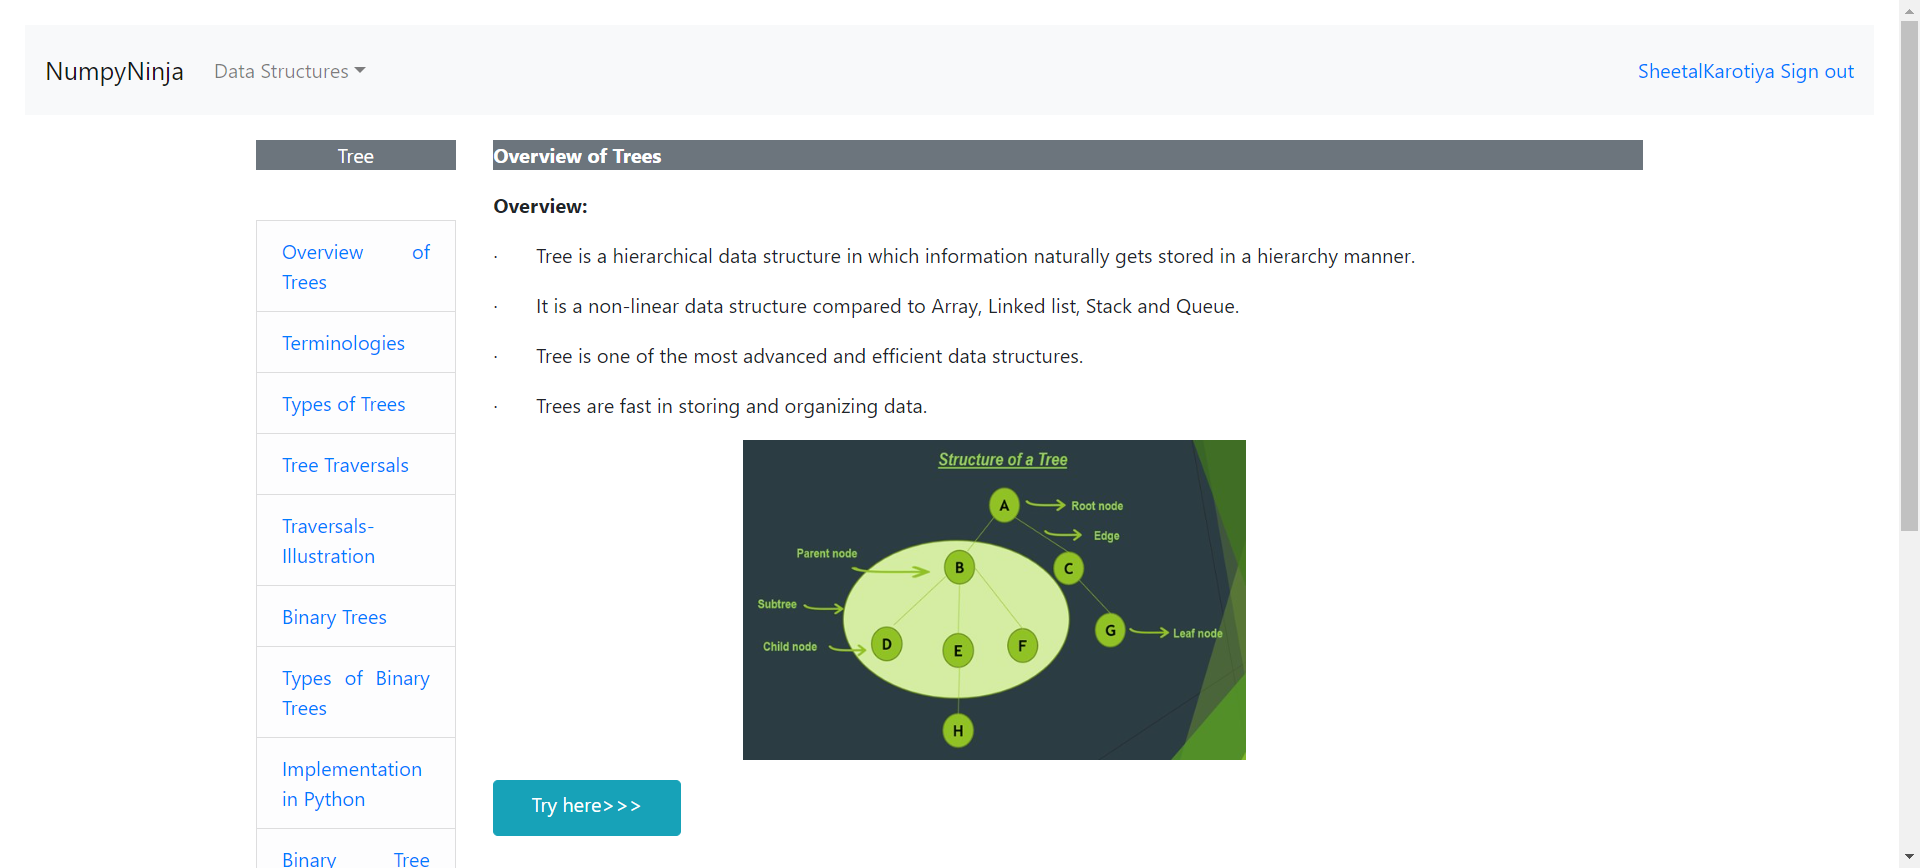 NumpyNinja Data Structures SheetalKarotiya Sign out
Tree
Overview of
Trees
Terminologies
Types of Trees
Tree Traversals
Traversals-
Illustration
Binary Trees
Types of Binary
Trees
Implementation
in Python
Binary Tree
Overview of Trees
Overview:
· Tree is a hierarchical data structure in which information naturally gets stored in a hierarchy manner.
· It is a non-linear data structure compared to Array, Linked list, Stack and Queue.
· Tree is one of the most advanced and efficient data structures.
· Trees are fast in storing and organizing data.
Structure of a Tree
A Root node
Edge
Parent node
B C
Subtree
G Leaf node
Child node D E F
H
Try here>>>